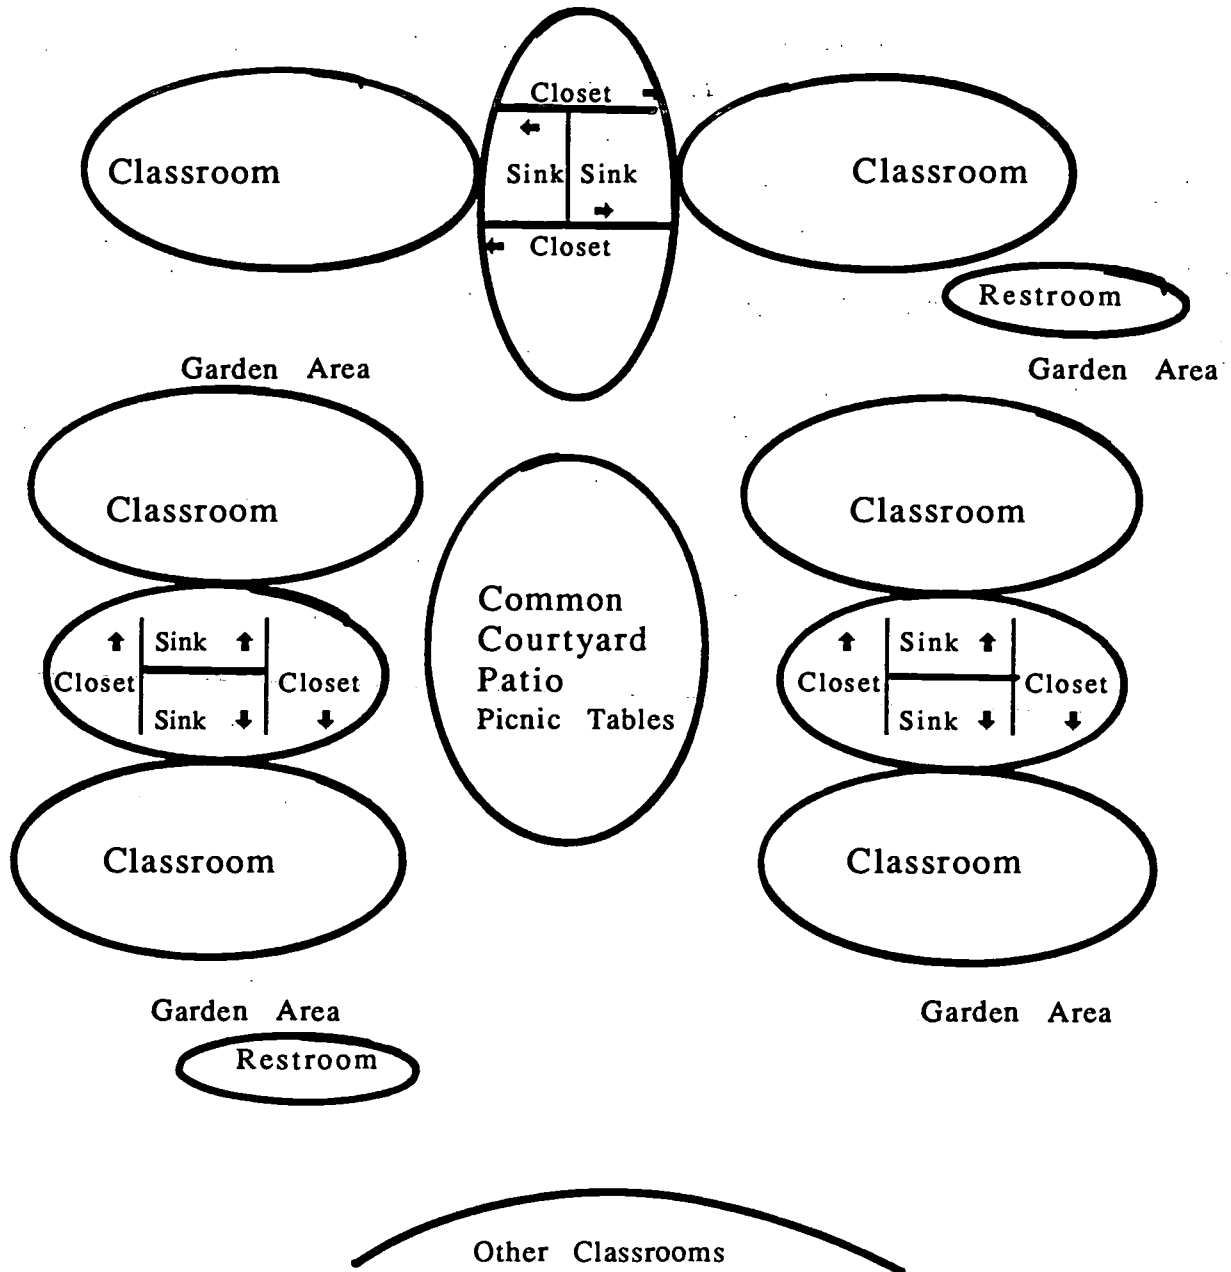 Closet
Classroom
Sink
Sink
Classroom
Closet
Restroom
Garden Area
Garden Area
Classroom
Classroom
Common
Courtyard
Patio
Picnic Tables
Sink
Closet
Closet
Sink
Sink
Closet
Closet
Sink
Classroom
Classroom
Garden Area
Garden Area
Restroom
Other Classrooms